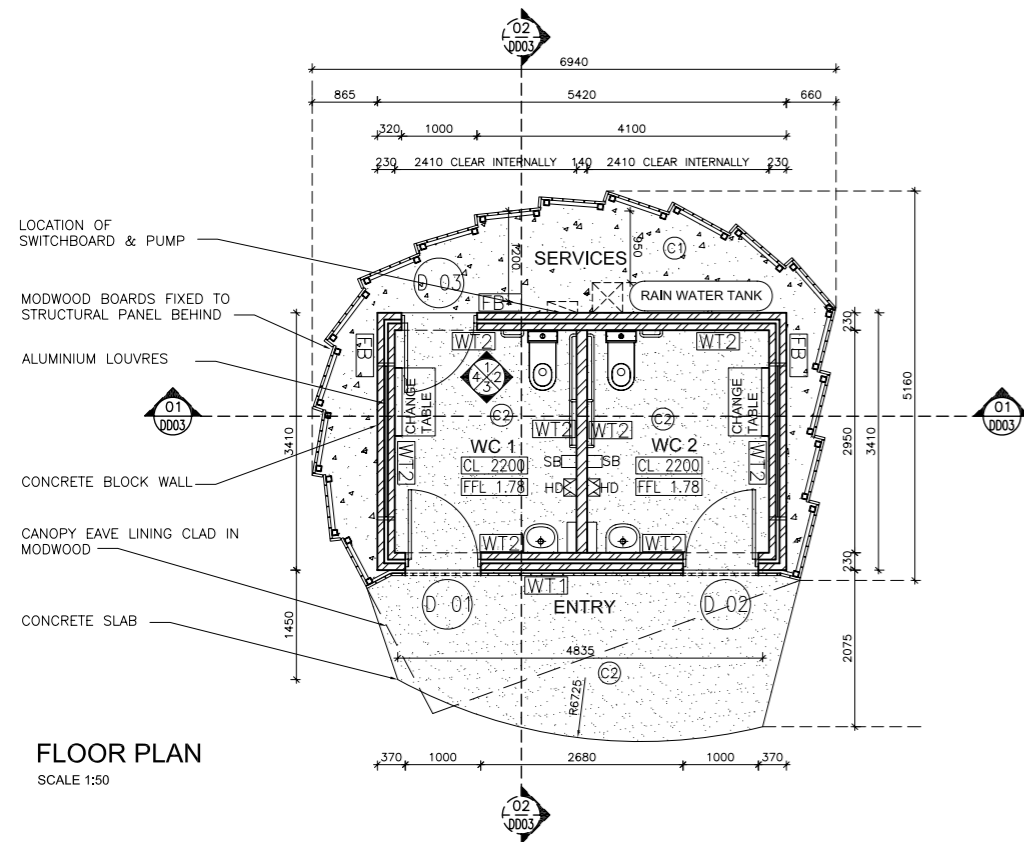 02
DD03
6940
865
5420
660
320
1000
4100
230
2410 CLEAR INTERNALLY
140
2410 CLEAR INTERNALLY
230
LOCATION OF
SWITCHBOARD & PUMP
SERVICES
C1
1200
950
D 03
FB
RAIN WATER TANK
MODWOOD BOARDS FIXED TO
STRUCTURAL PANEL BEHIND
230
FB
WT2
WT2
FB
ALUMINIUM LOUVRES
1
4 2
3
CHANGE
TABLE
CHANGE
TABLE
5160
01
DD03
C2
C2
01
DD03
3410
2950
3410
WT2
WT2
WC 1
WC 2
WT2
WT2
CL 2200
SB
SB
CL 2200
CONCRETE BLOCK WALL
FFL 1.78
HD
HD
FFL 1.78
CANOPY EAVE LINING CLAD IN
MODWOOD
WT2
WT2
230
WT1
D 01
ENTRY
D 02
CONCRETE SLAB
1450
2075
4835
C2
R6725
FLOOR PLAN
SCALE 1:50
370
1000
2680
1000
370
02
DD03